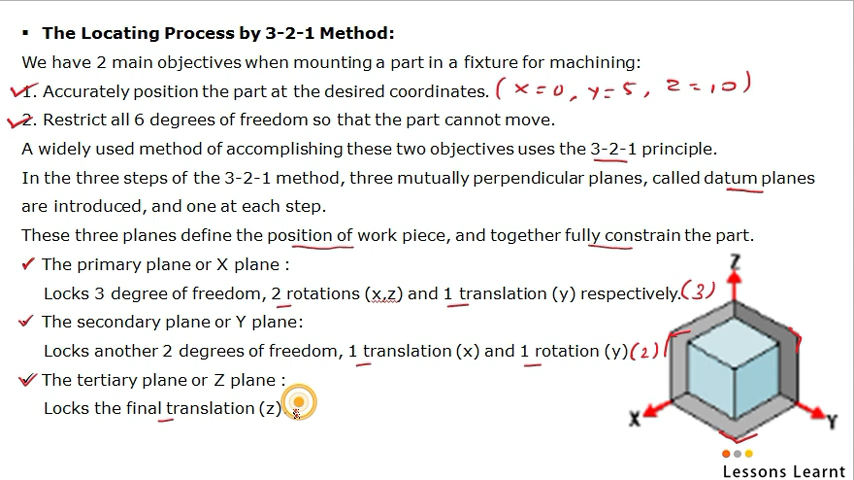 ▪ The Locating Process by 3-2-1 Method:
We have 2 main objectives when mounting a part in a fixture for machining:
1. Accurately position the part at the desired coordinates. (x=0, y=5, z=10)
2. Restrict all 6 degrees of freedom so that the part cannot move.
A widely used method of accomplishing these two objectives uses the 3-2-1 principle.
In the three steps of the 3-2-1 method, three mutually perpendicular planes, called datum planes
are introduced, and one at each step.
These three planes define the position of work piece, and together fully constrain the part.
✓ The primary plane or X plane :
Locks 3 degree of freedom, 2 rotations (x,z) and 1 translation (y) respectively. (3)
✓ The secondary plane or Y plane:
Locks another 2 degrees of freedom, 1 translation (x) and 1 rotation (y) (2)
✓ The tertiary plane or Z plane :
Locks the final translation (z).
Z
X
Y
Lessons Learnt